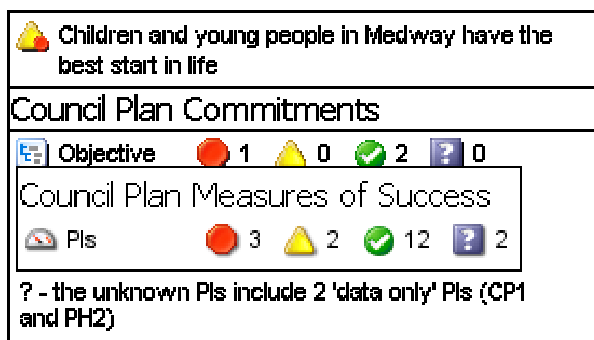 Children and young people in Medway have the
best start in life
Council Plan Commitments
Objective 1 0 2 ? 0
Council Plan Measures of Success
PIs 3 2 12 ? 2
? - the unknown PIs include 2 'data only' PIs (CP1
and PH2)